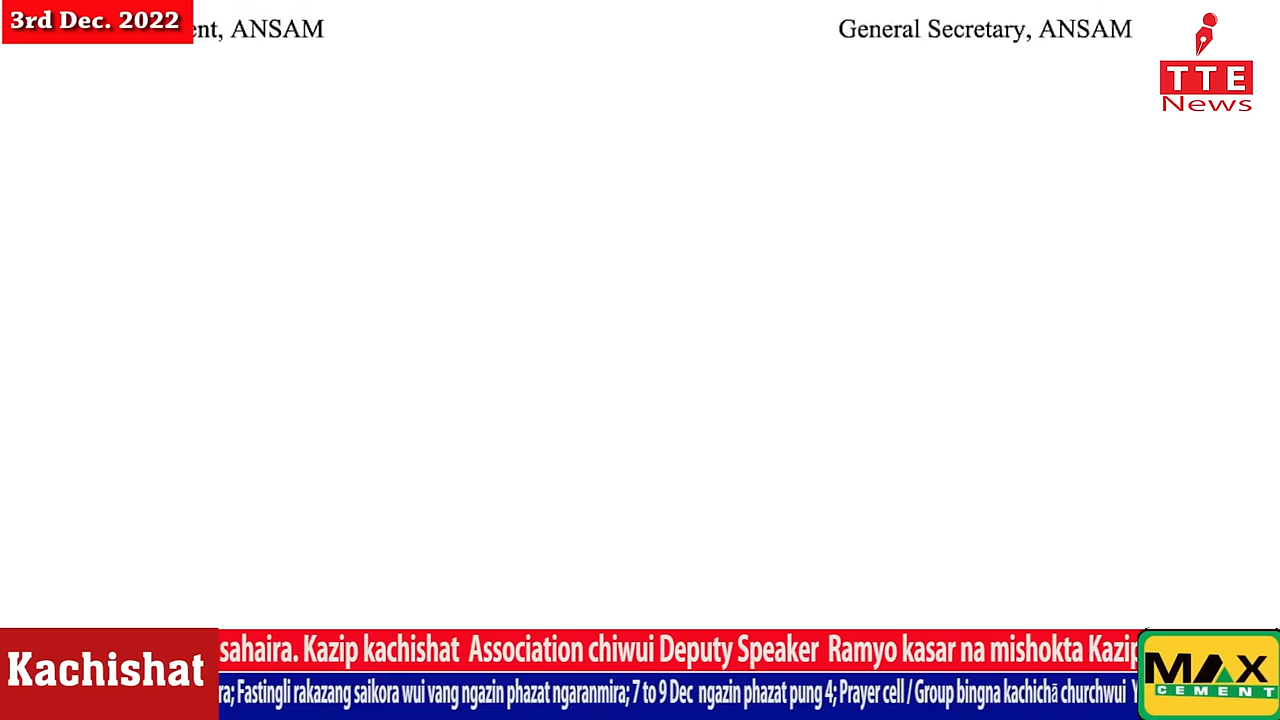 3rd Dec. 2022
ent, ANSAM
General Secretary, ANSAM
TTE
News
Kachishat
sahaira. Kazip kachishat Association chiwui Deputy Speaker Ramyo kasar na mishokta Kazip
ra; Fastingli rakazang saikora wui vang ngazin phazat ngaranmira; 7 to 9 Dec ngazin phazat pung 4; Prayer cell / Group bingna kachichā churchwui Y
MAX
CEMENT